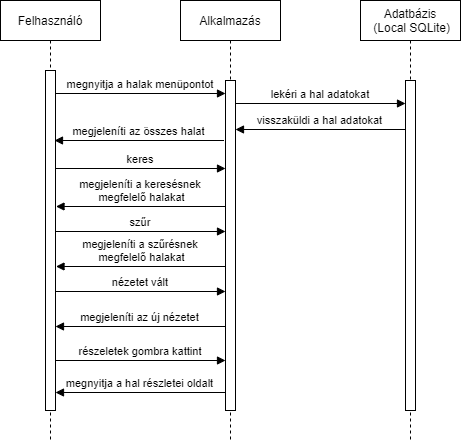 Felhasználó
Alkalmazás
Adatbázis
(Local SQLite)
megnyitja a halak menüpontot
lekéri a hal adatokat
visszaküldi a hal adatokat
megjeleníti az összes halat
keres
megjeleníti a keresésnek
megfelelő halakat
szűr
megjeleníti a szűrésnek
megfelelő halakat
nézetet vált
megjeleníti az új nézetet
részeletek gombra kattint
megnyitja a hal részletei oldalt